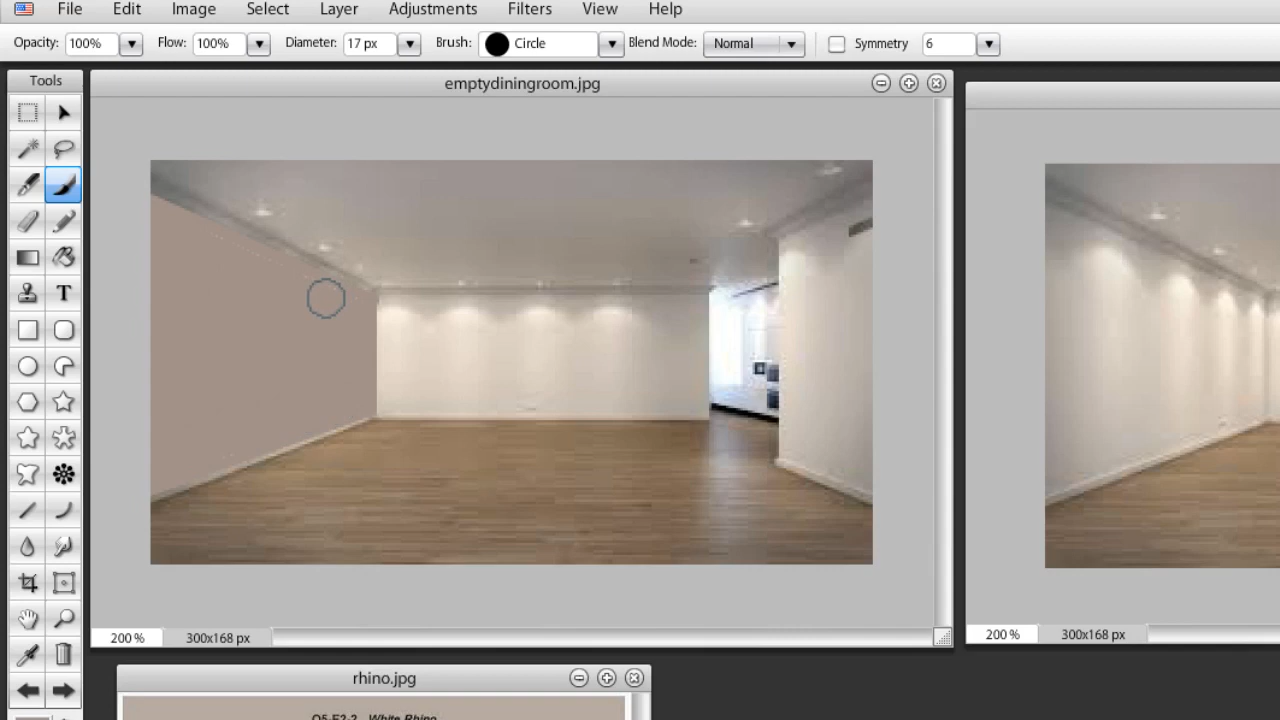 File Edit Image Select Layer Adjustments Filters View Help
Opacity: 100% Flow: 100% Diameter: 17 px Brush: Circle Blend Mode: Normal Symmetry 6
Tools
emptydiningroom.jpg
T
200 % 300x168 px
200 % 300x168 px
rhino.jpg
White Rhino